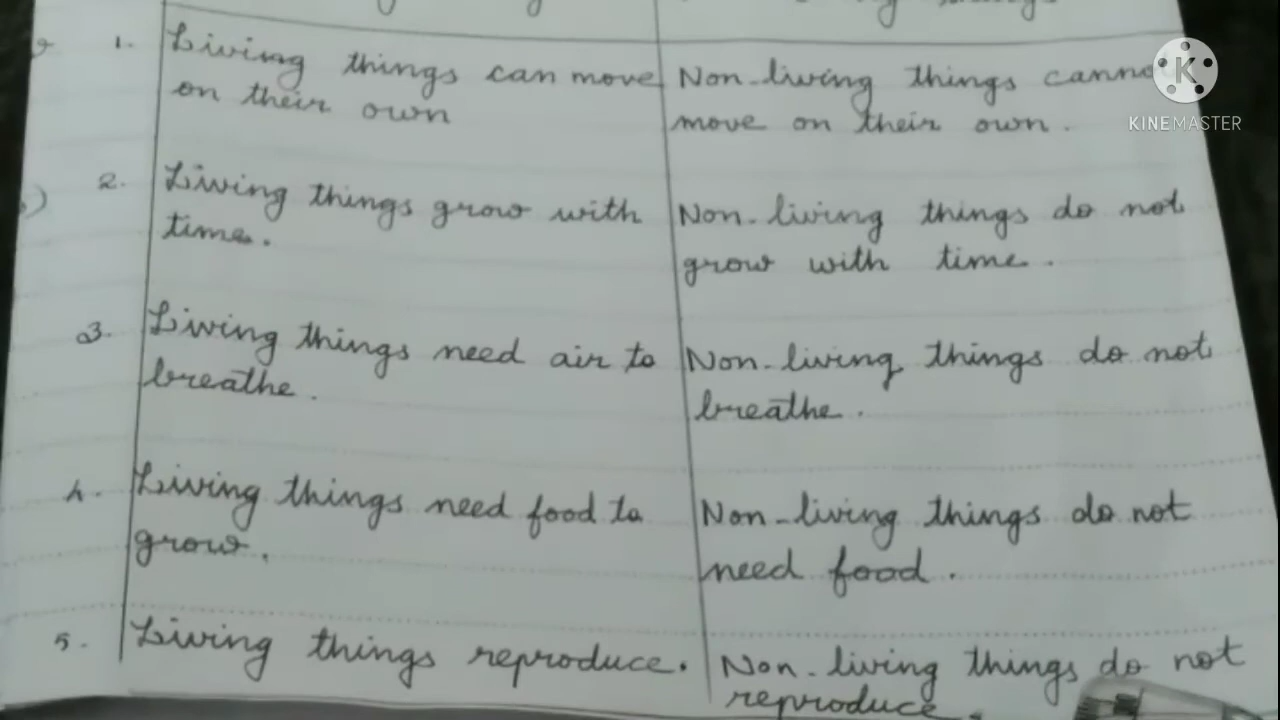 1. Living things can move
on their own
Non-living things canno
move on their own.
2. Living things grow with
time.
Non-living things do not
grow with time.
3. Living things need air to
breathe.
Non-living things do not
breathe.
4. Living things need food to
grow.
Non-living things do not
need food.
5. Living things reproduce.
Non-living things do not
reproduce.
K
KINEMASTER